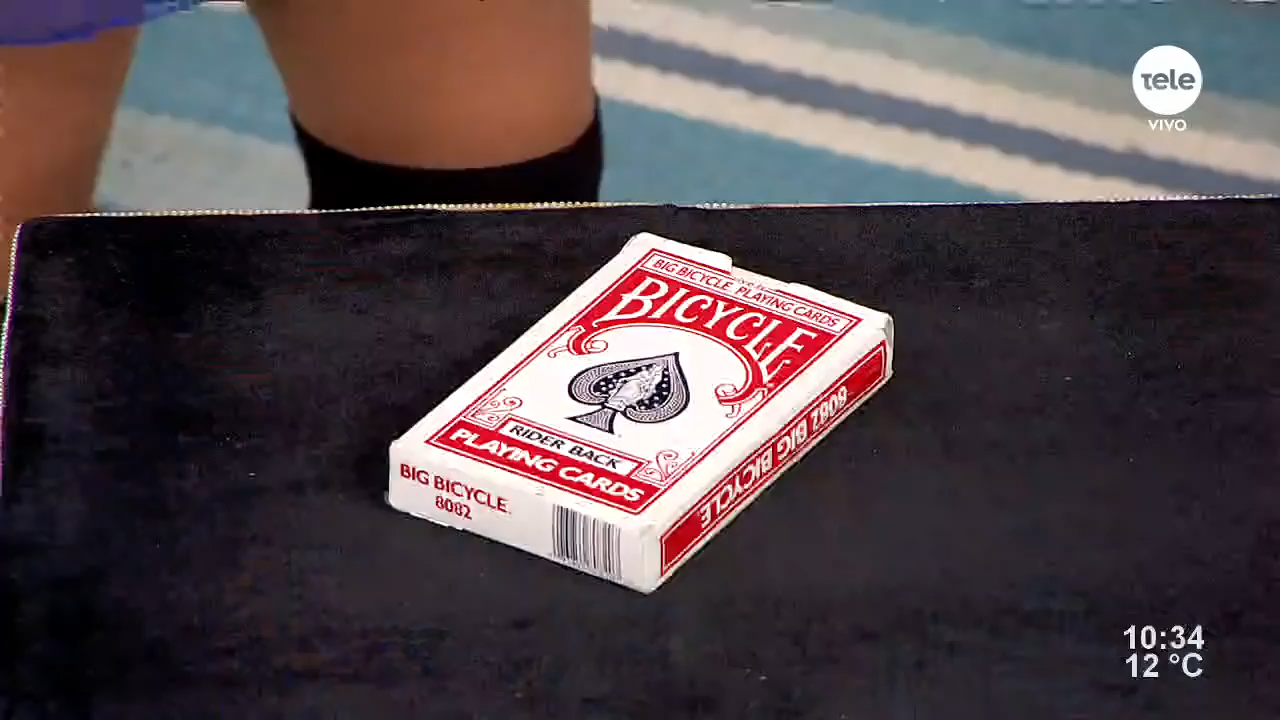 tele
VIVO
BIG BICYCLE PLAYING CARDS
BICYCLE
RIDER BACK
PLAYING CARDS
BIG BICYCLE
8082
8082 BIG BICYCLE
10:34
12 °C